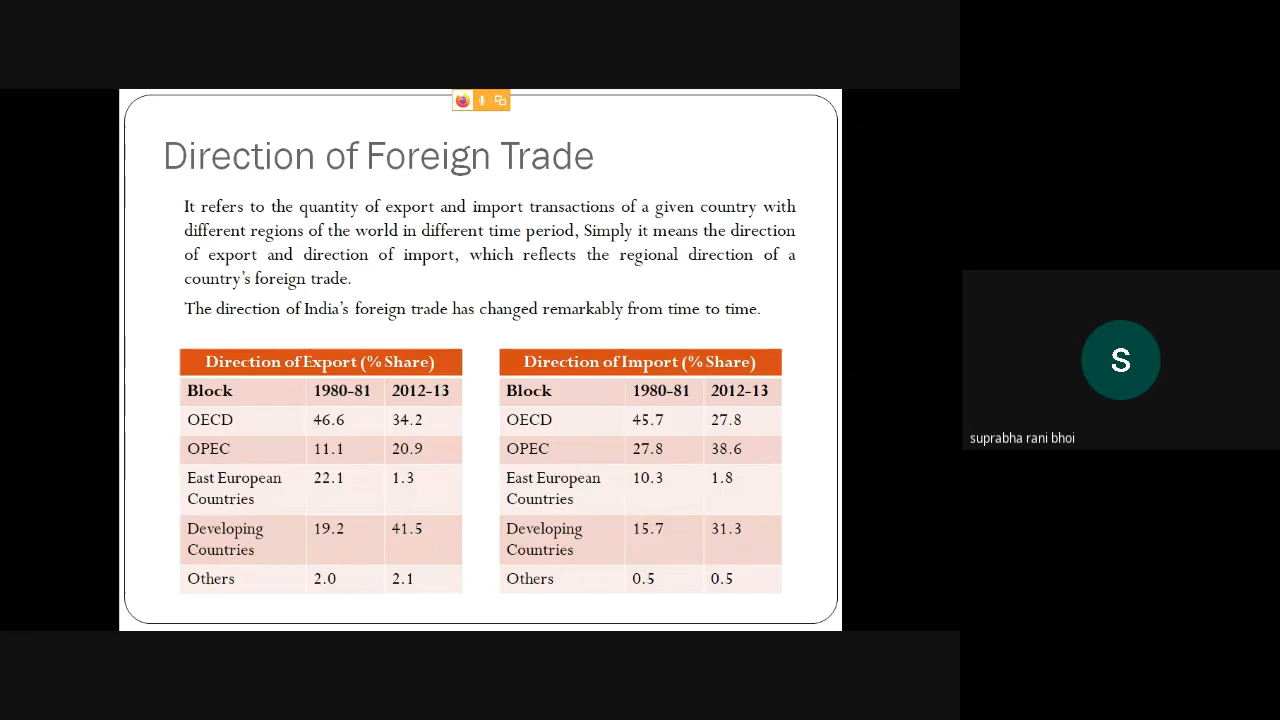 Direction of Foreign Trade
It refers to the quantity of export and import transactions of a given country with
different regions of the world in different time period, Simply it means the direction
of export and direction of import, which reflects the regional direction of a
country's foreign trade.
The direction of India's foreign trade has changed remarkably from time to time.
Direction of Export (% Share)
Block 1980-81 2012-13
OECD 46.6 34.2
OPEC 11.1 20.9
East European 22.1 1.3
Countries
Developing 19.2 41.5
Countries
Others 2.0 2.1
Direction of Import (% Share)
Block 1980-81 2012-13
OECD 45.7 27.8
OPEC 27.8 38.6
East European 10.3 1.8
Countries
Developing 15.7 31.3
Countries
Others 0.5 0.5
S
suprabha rani bhoi